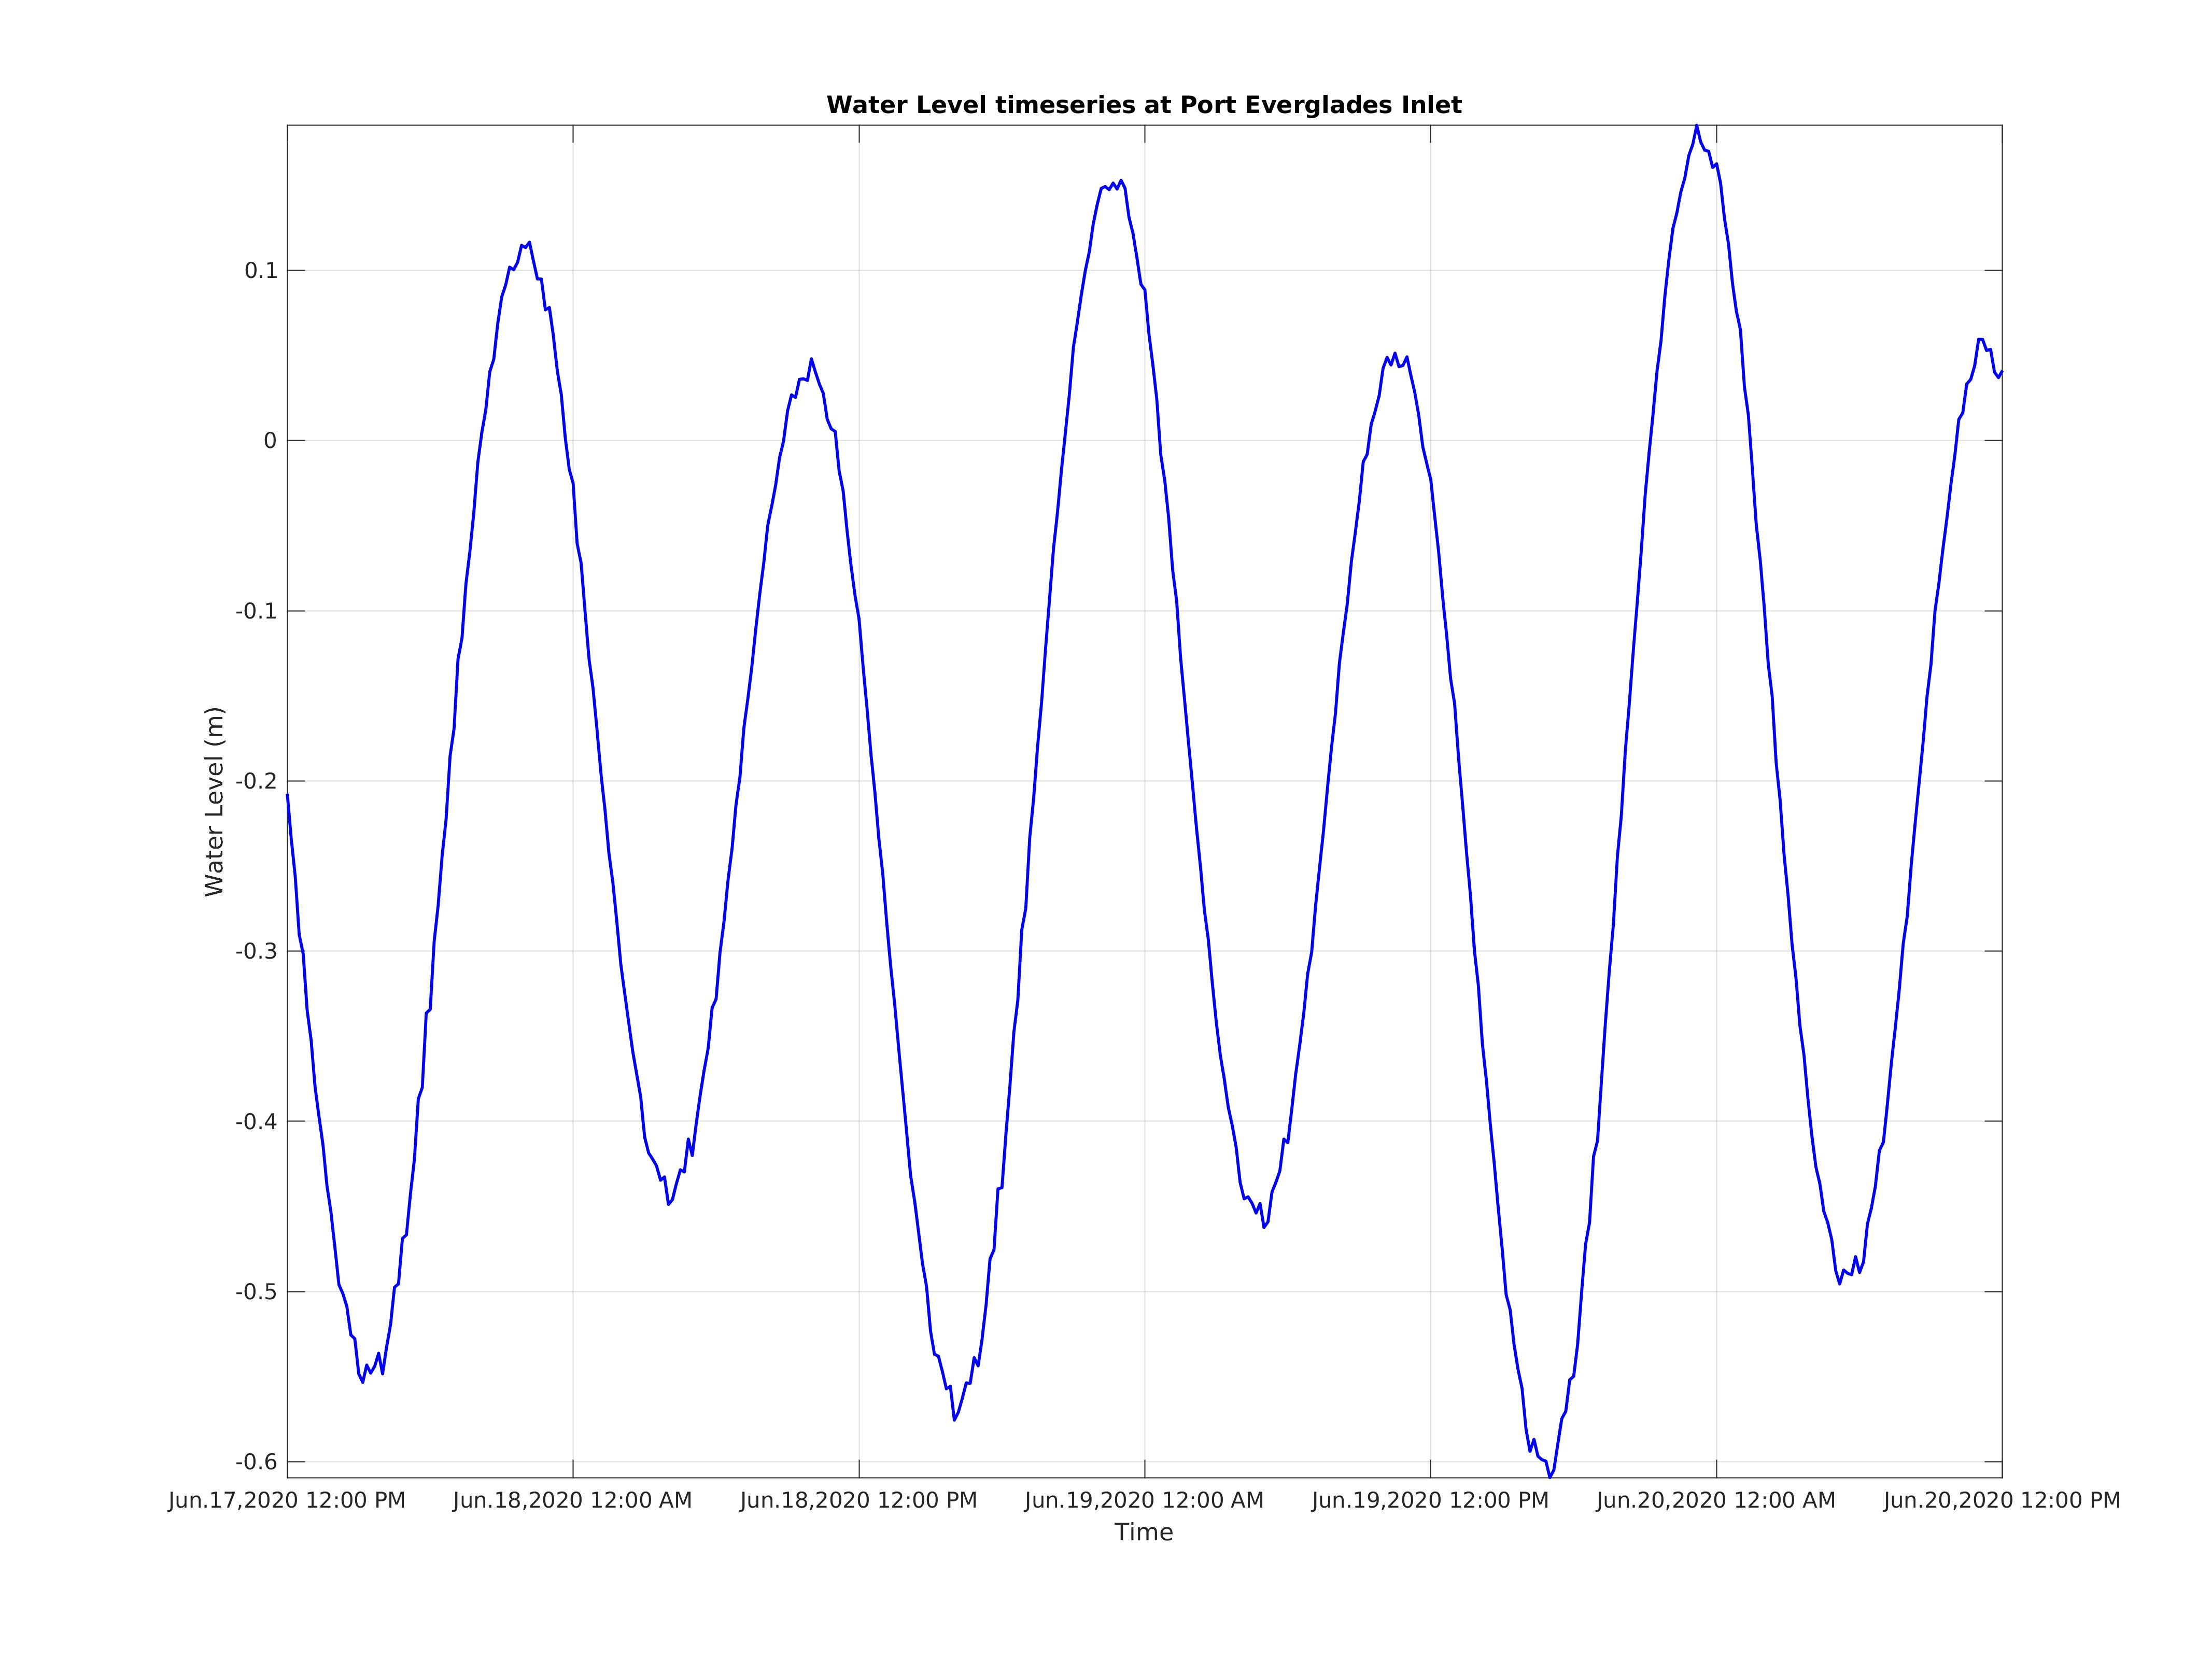 Water Level timeseries at Port Everglades Inlet
0.1
0
-0.1
-0.2
-0.3
-0.4
-0.5
-0.6
Water Level (m)
Jun.17,2020 12:00 PM
Jun.18,2020 12:00 AM
Jun.18,2020 12:00 PM
Jun.19,2020 12:00 AM
Jun.19,2020 12:00 PM
Jun.20,2020 12:00 AM
Jun.20,2020 12:00 PM
Time